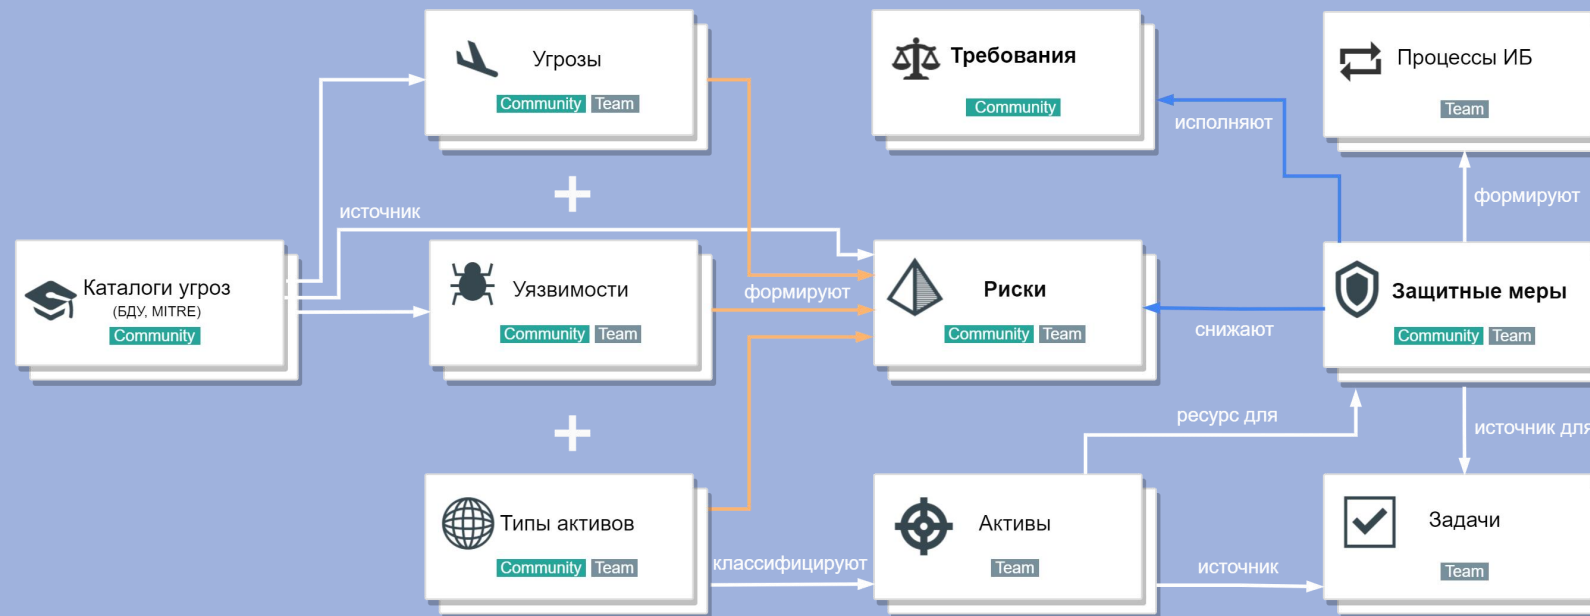 Угрозы
Community Team
Требования
Community
Процессы ИБ
Team
исполняют
формируют
источник
Каталоги угроз
(БДУ, MITRE)
Community
Уязвимости
Community Team
формируют
Риски
Community Team
снижают
Защитные меры
Community Team
ресурс для
источник для
Типы активов
Community Team
классифицируют
Активы
Team
источник
Задачи
Team